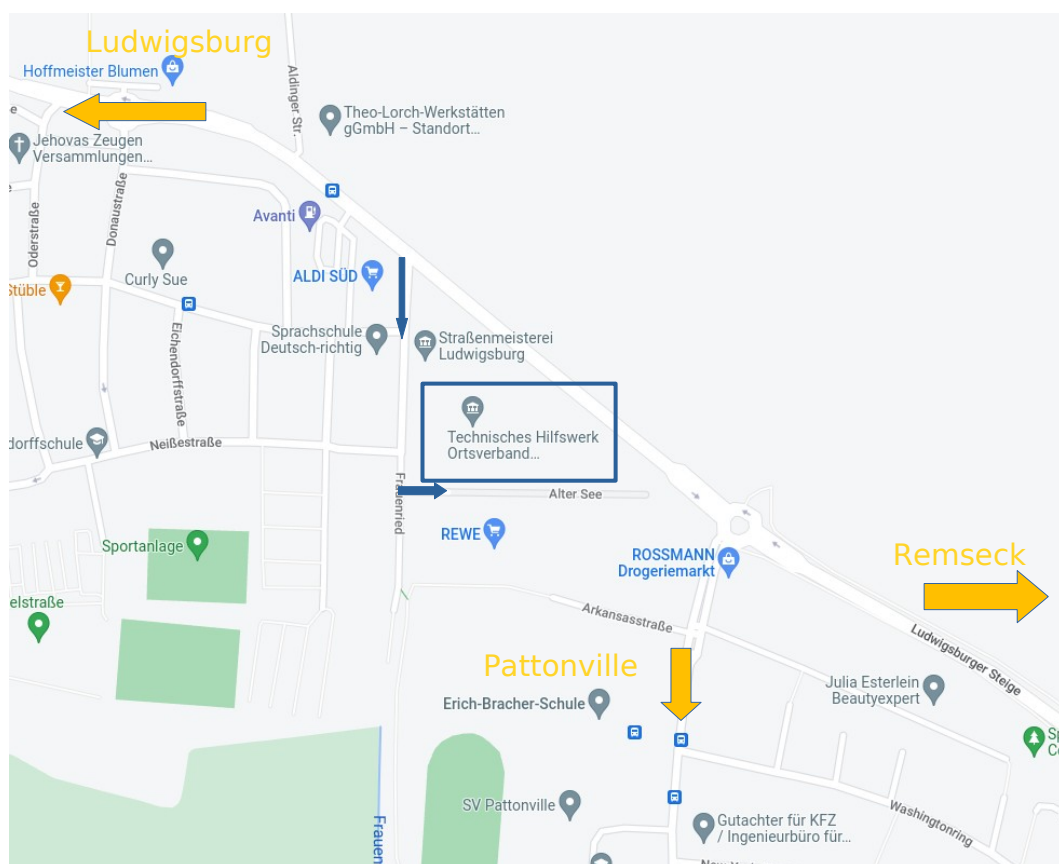 Ludwigsburg
Hoffmeister Blumen
Aldinger Str.
Theo-Lorch-Werkstätten
gGmbH – Standort...
Jehovas Zeugen
Versammlungen...
Oderstraße
Donaustraße
Avanti
Curly Sue
ALDI SÜD
Stüble
Eichendorffstraße
Sprachschule
Deutsch-richtig
Straßenmeisterei
Ludwigsburg
Technisches Hilfswerk
Ortsverband...
dorffschule
Neißestraße
Frauenried
Alter See
REWE
Sportanlage
ROSSMANN
Drogeriemarkt
Remseck
elstraße
Arkansasstraße
Ludwigsburger Steige
Pattonville
Erich-Bracher-Schule
Julia Esterlein
Beautyexpert
SV Pattonville
Washingtonring
Gutachter für KFZ
/ Ingenieurbüro für...
Frauen